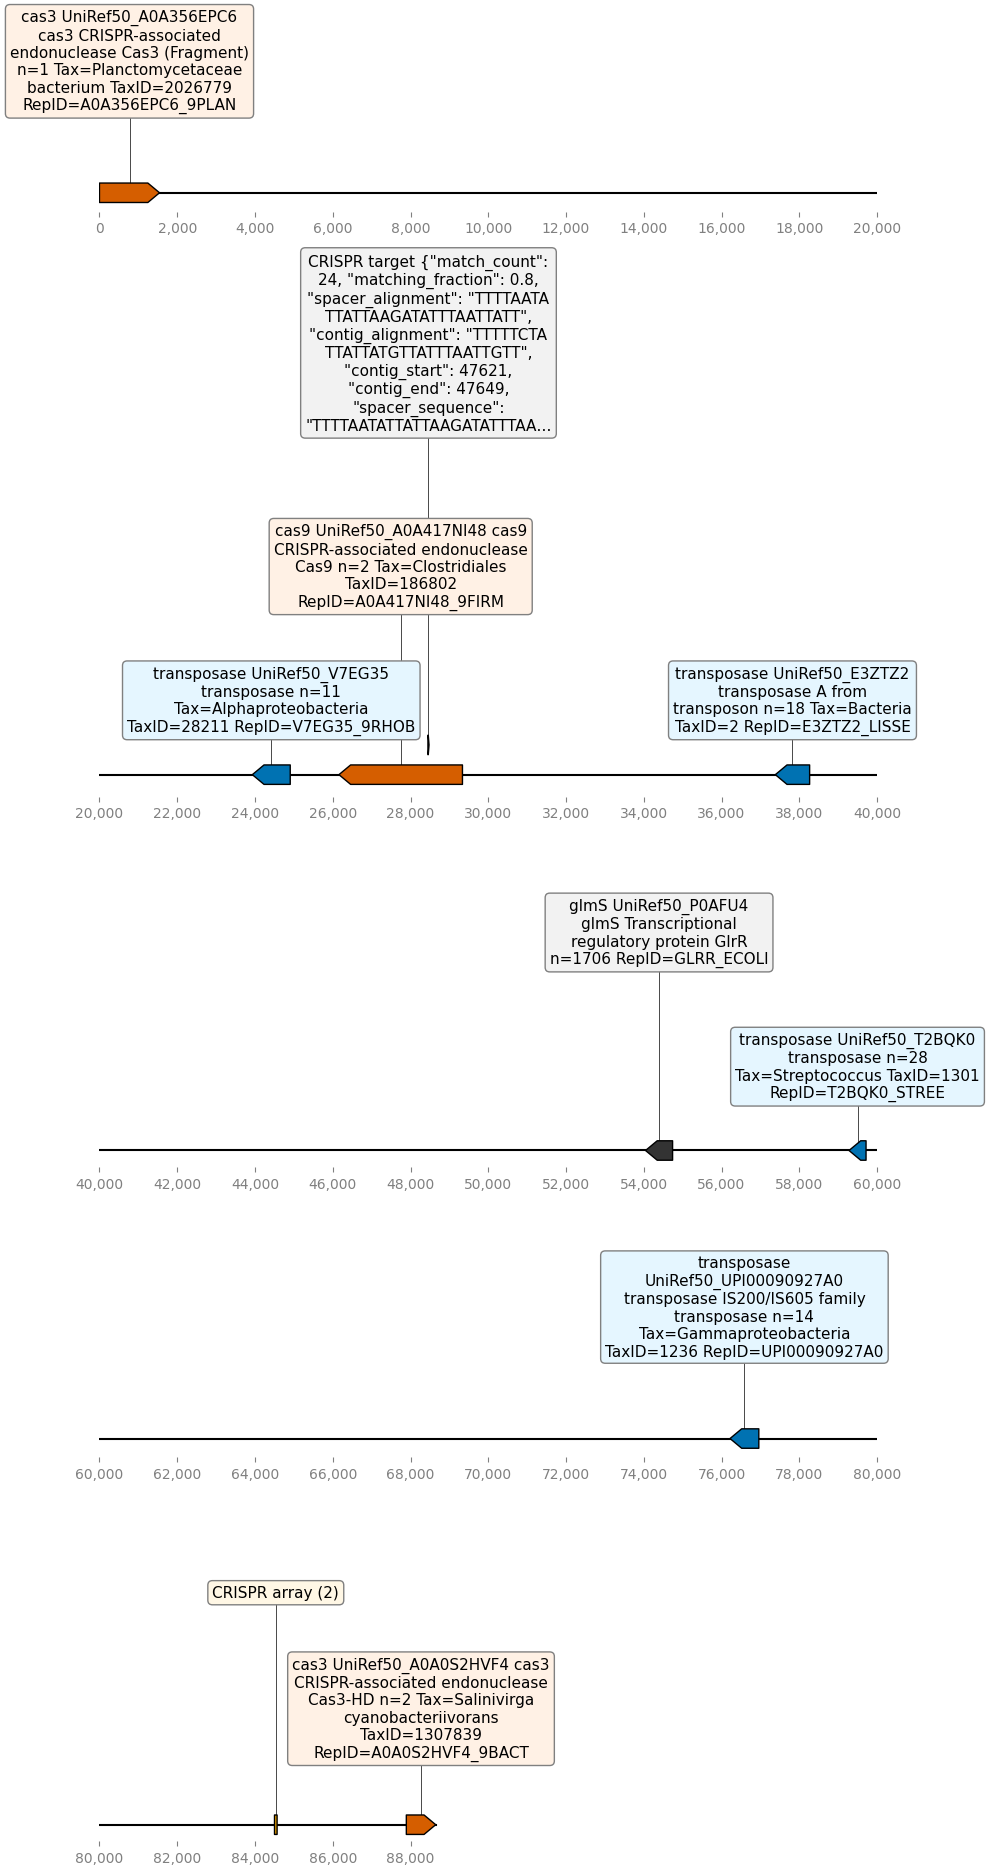 cas3 UniRef50_A0A356EPC6
cas3 CRISPR-associated
endonuclease Cas3 (Fragment)
n=1 Tax=Planctomycetaceae
bacterium TaxID=2026779
RepID=A0A356EPC6_9PLAN
0 2,000 4,000 6,000 8,000 10,000 12,000 14,000 16,000 18,000 20,000
CRISPR target {"match_count":
24, "matching_fraction": 0.8,
"spacer_alignment": "TTTTAATA
TTATTAAGATATTTAATTATT",
"contig_alignment": "TTTTTCTA
TTATTATGTTATTTAATTGTT",
"contig_start": 47621,
"contig_end": 47649,
"spacer_sequence":
"TTTTAATATTATTAAGATATTTAA...
cas9 UniRef50_A0A417NI48 cas9
CRISPR-associated endonuclease
Cas9 n=2 Tax=Clostridiales
TaxID=186802
RepID=A0A417NI48_9FIRM
transposase UniRef50_V7EG35
transposase n=11
Tax=Alphaproteobacteria
TaxID=28211 RepID=V7EG35_9RHOB
transposase UniRef50_E3ZTZ2
transposase A from
transposon n=18 Tax=Bacteria
TaxID=2 RepID=E3ZTZ2_LISSE
20,000 22,000 24,000 26,000 28,000 30,000 32,000 34,000 36,000 38,000 40,000
glmS UniRef50_P0AFU4
glmS Transcriptional
regulatory protein GlrR
n=1706 RepID=GLRR_ECOLI
transposase UniRef50_T2BQK0
transposase n=28
Tax=Streptococcus TaxID=1301
RepID=T2BQK0_STREE
40,000 42,000 44,000 46,000 48,000 50,000 52,000 54,000 56,000 58,000 60,000
transposase
UniRef50_UPI00090927A0
transposase IS200/IS605 family
transposase n=14
Tax=Gammaproteobacteria
TaxID=1236 RepID=UPI00090927A0
60,000 62,000 64,000 66,000 68,000 70,000 72,000 74,000 76,000 78,000 80,000
CRISPR array (2)
cas3 UniRef50_A0A0S2HVF4 cas3
CRISPR-associated endonuclease
Cas3-HD n=2 Tax=Salinivirga
cyanobacteriivorans
TaxID=1307839
RepID=A0A0S2HVF4_9BACT
80,000 82,000 84,000 86,000 88,000